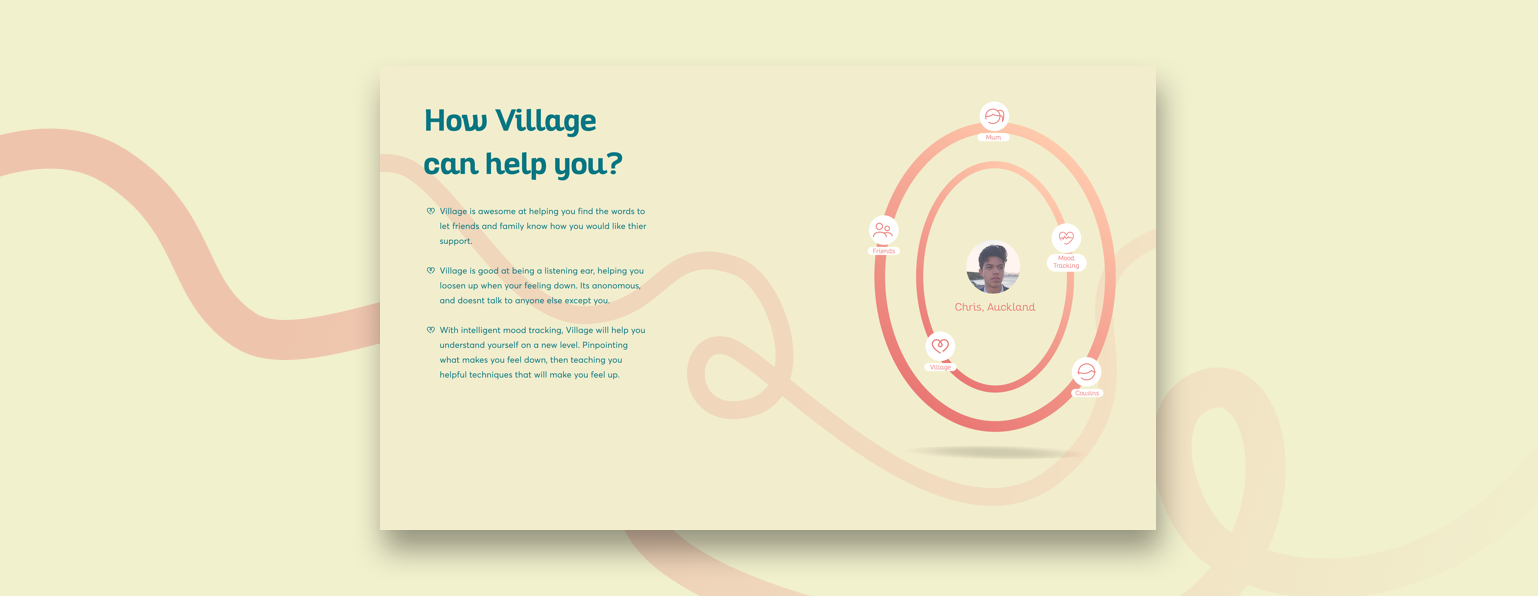 How Village
can help you?
Village is awesome at helping you find the words to
let friends and family know how you would like thier
support.
Village is good at being a listening ear, helping you
loosen up when your feeling down. Its anonomous,
and doesnt talk to anyone else except you.
With intelligent mood tracking, Village will help you
understand yourself on a new level. Pinpointing
what makes you feel down, then teaching you
helpful techniques that will make you feel up.
Mum
Friends
Mood
Tracking
Chris, Auckland
Village
Cousins